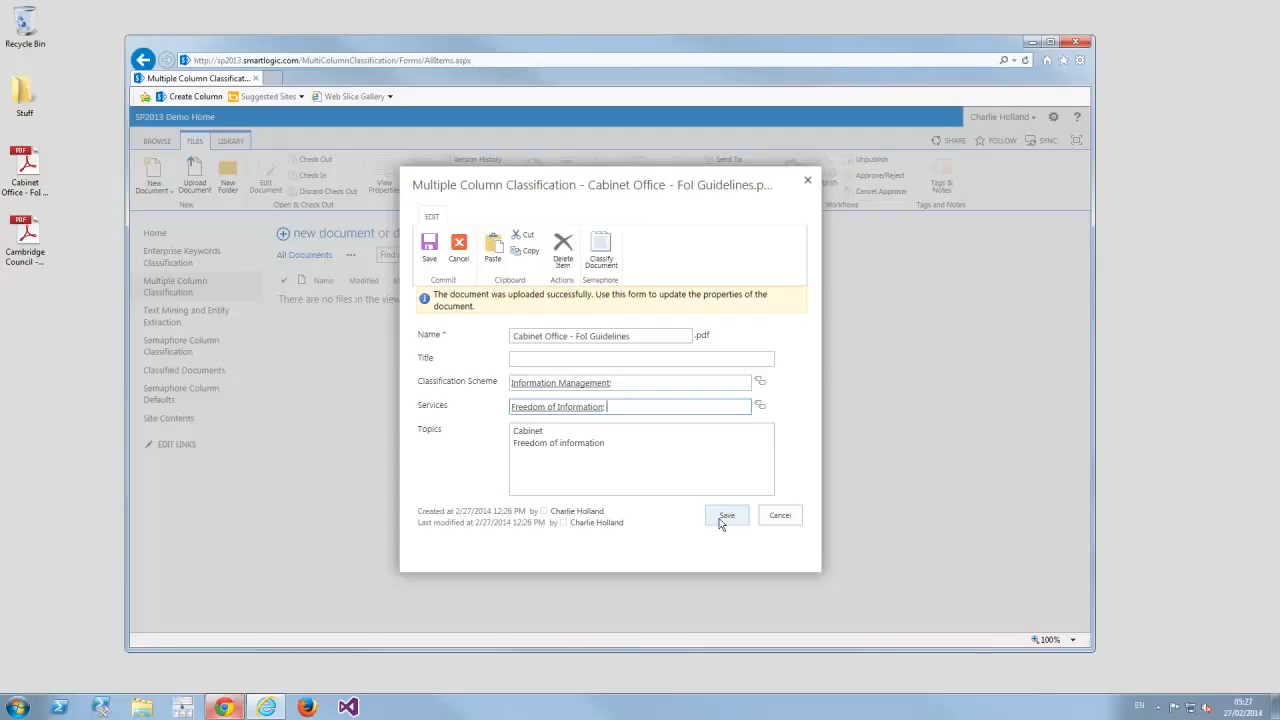 Recycle Bin
Stuff
Cabinet
Office - FoI ...
Cambridge
Council -...
http://sp2013.smartlogic.com/MultiColumnClassification/Forms/AllItems.aspx
Multiple Column Classificat...
Create Column
Suggested Sites
Web Slice Gallery
SP2013 Demo Home
Charlie Holland
?
BROWSE
FILES
LIBRARY
SHARE
FOLLOW
SYNC
New
Document
Upload
Document
New
Folder
New
Edit
Document
Check Out
Check In
Discard Check Out
Open & Check Out
View
Properties
Version History
Send To
Unpublish
Approve/Reject
Cancel Approval
Workflows
Tags &
Notes
Tags and Notes
Home
Enterprise Keywords
Classification
Multiple Column
Classification
Text Mining and Entity
Extraction
Semaphore Column
Classification
Classified Documents
Semaphore Column
Defaults
Site Contents
EDIT LINKS
new document or d
All Documents
...
Find
Name
Modified
There are no files in the view
Multiple Column Classification - Cabinet Office - FoI Guidelines.p...
EDIT
Save
Cancel
Commit
Paste
Cut
Copy
Clipboard
Delete
Item
Actions
Classify
Document
Semaphore
The document was uploaded successfully. Use this form to update the properties of the
document.
Name *
Cabinet Office - FoI Guidelines
.pdf
Title
Classification Scheme
Information Management;
Services
Freedom of Information;
Topics
Cabinet
Freedom of information
Created at 2/27/2014 12:26 PM by Charlie Holland
Last modified at 2/27/2014 12:26 PM by Charlie Holland
Save
Cancel
100%
EN
05:27
27/02/2014